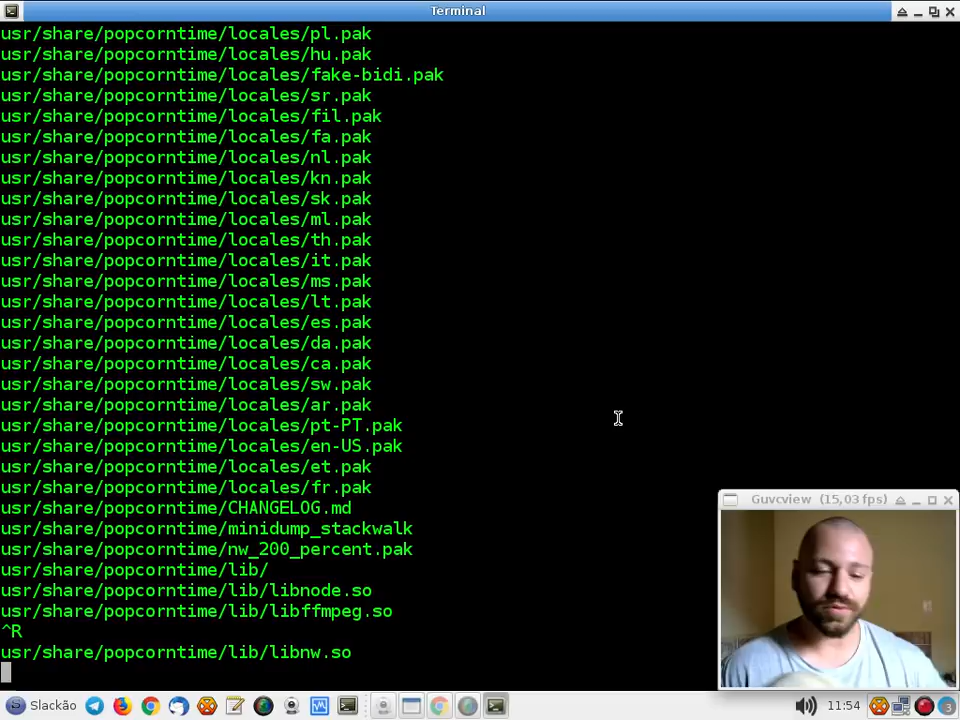 Terminal
usr/share/popcorntime/locales/pl.pak
usr/share/popcorntime/locales/hu.pak
usr/share/popcorntime/locales/fake-bidi.pak
usr/share/popcorntime/locales/sr.pak
usr/share/popcorntime/locales/fil.pak
usr/share/popcorntime/locales/fa.pak
usr/share/popcorntime/locales/nl.pak
usr/share/popcorntime/locales/kn.pak
usr/share/popcorntime/locales/sk.pak
usr/share/popcorntime/locales/ml.pak
usr/share/popcorntime/locales/th.pak
usr/share/popcorntime/locales/it.pak
usr/share/popcorntime/locales/ms.pak
usr/share/popcorntime/locales/lt.pak
usr/share/popcorntime/locales/es.pak
usr/share/popcorntime/locales/da.pak
usr/share/popcorntime/locales/ca.pak
usr/share/popcorntime/locales/sw.pak
usr/share/popcorntime/locales/ar.pak
usr/share/popcorntime/locales/pt-PT.pak
usr/share/popcorntime/locales/en-US.pak
usr/share/popcorntime/locales/et.pak
usr/share/popcorntime/locales/fr.pak
usr/share/popcorntime/CHANGELOG.md
usr/share/popcorntime/minidump_stackwalk
usr/share/popcorntime/nw_200_percent.pak
usr/share/popcorntime/lib/
usr/share/popcorntime/lib/libnode.so
usr/share/popcorntime/lib/libffmpeg.so
^R
usr/share/popcorntime/lib/libnw.so
Guvcview (15,03 fps)
Slackão
11:54
3